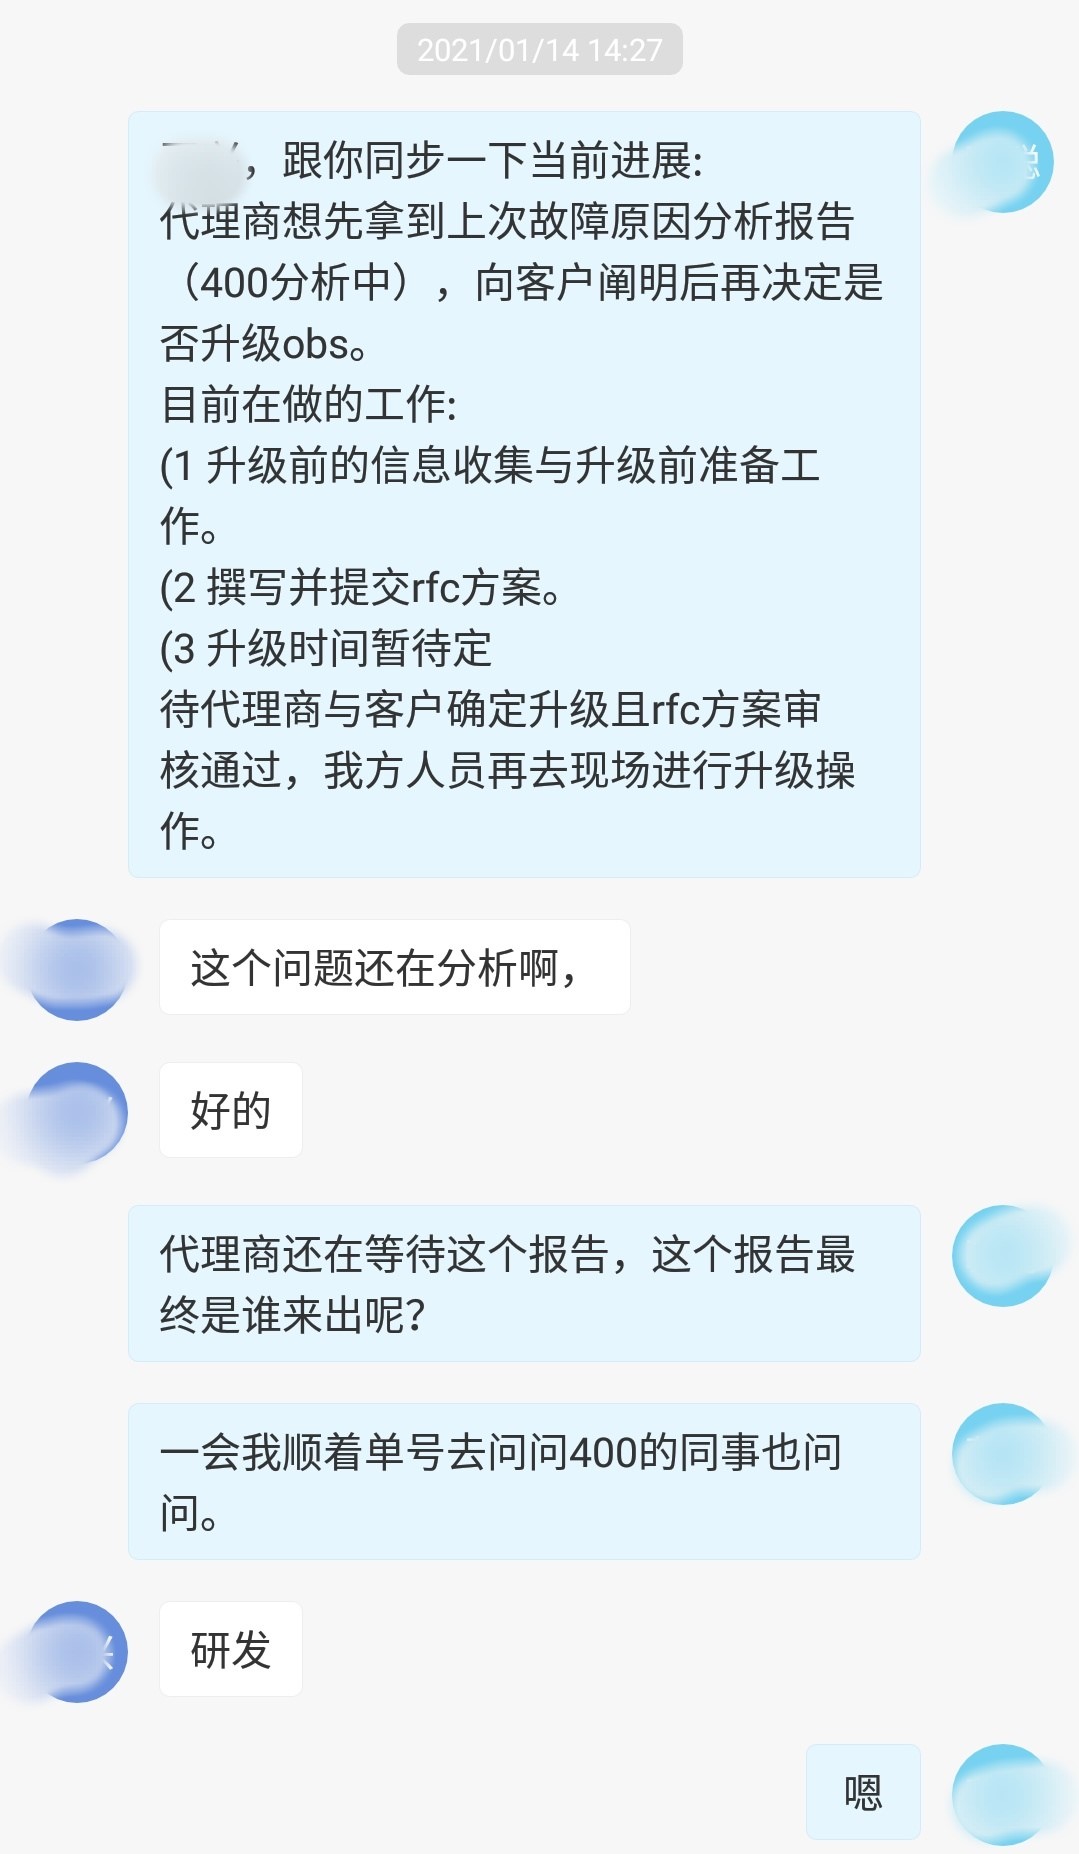 2021/01/14 14:27
，跟你同步一下当前进展:
代理商想先拿到上次故障原因分析报告
（400分析中），向客户阐明后再决定是
否升级obs。
目前在做的工作:
(1 升级前的信息收集与升级前准备工
作。
(2 撰写并提交rfc方案。
(3 升级时间暂待定
待代理商与客户确定升级且rfc方案审
核通过，我方人员再去现场进行升级操
作。
这个问题还在分析啊，
好的
代理商还在等待这个报告，这个报告最
终是谁来出呢？
一会我顺着单号去问问400的同事也问
问。
研发
嗯